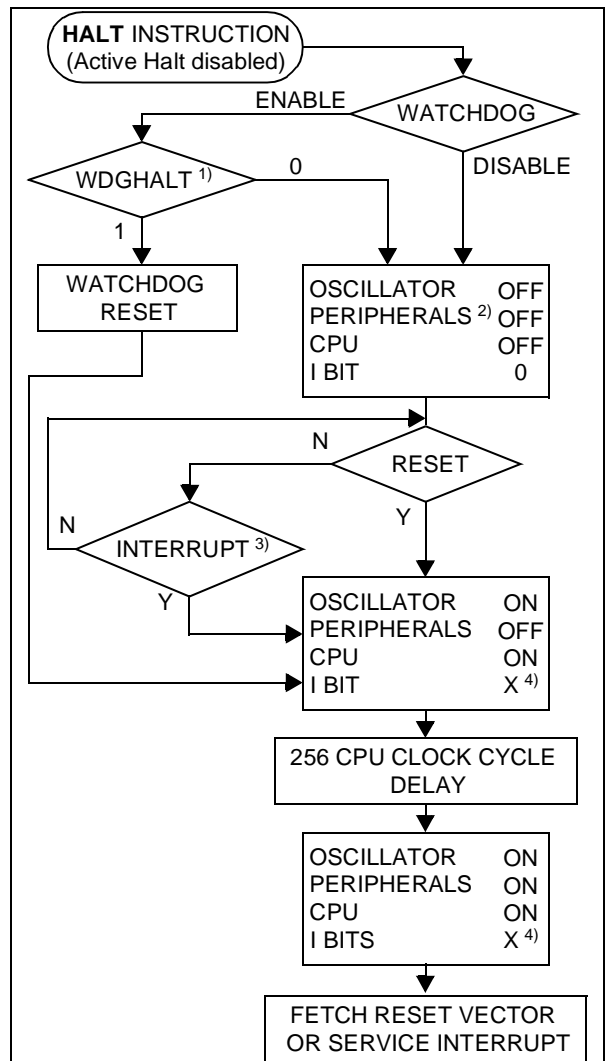 HALT INSTRUCTION
(Active Halt disabled)
ENABLE
WATCHDOG
WDGHALT 1)
0
DISABLE
1
WATCHDOG
RESET
OSCILLATOR OFF
PERIPHERALS 2) OFF
CPU OFF
I BIT 0
N
RESET
N
Y
INTERRUPT 3)
Y
OSCILLATOR ON
PERIPHERALS OFF
CPU ON
I BIT X 4)
256 CPU CLOCK CYCLE
DELAY
OSCILLATOR ON
PERIPHERALS ON
CPU ON
I BITS X 4)
FETCH RESET VECTOR
OR SERVICE INTERRUPT